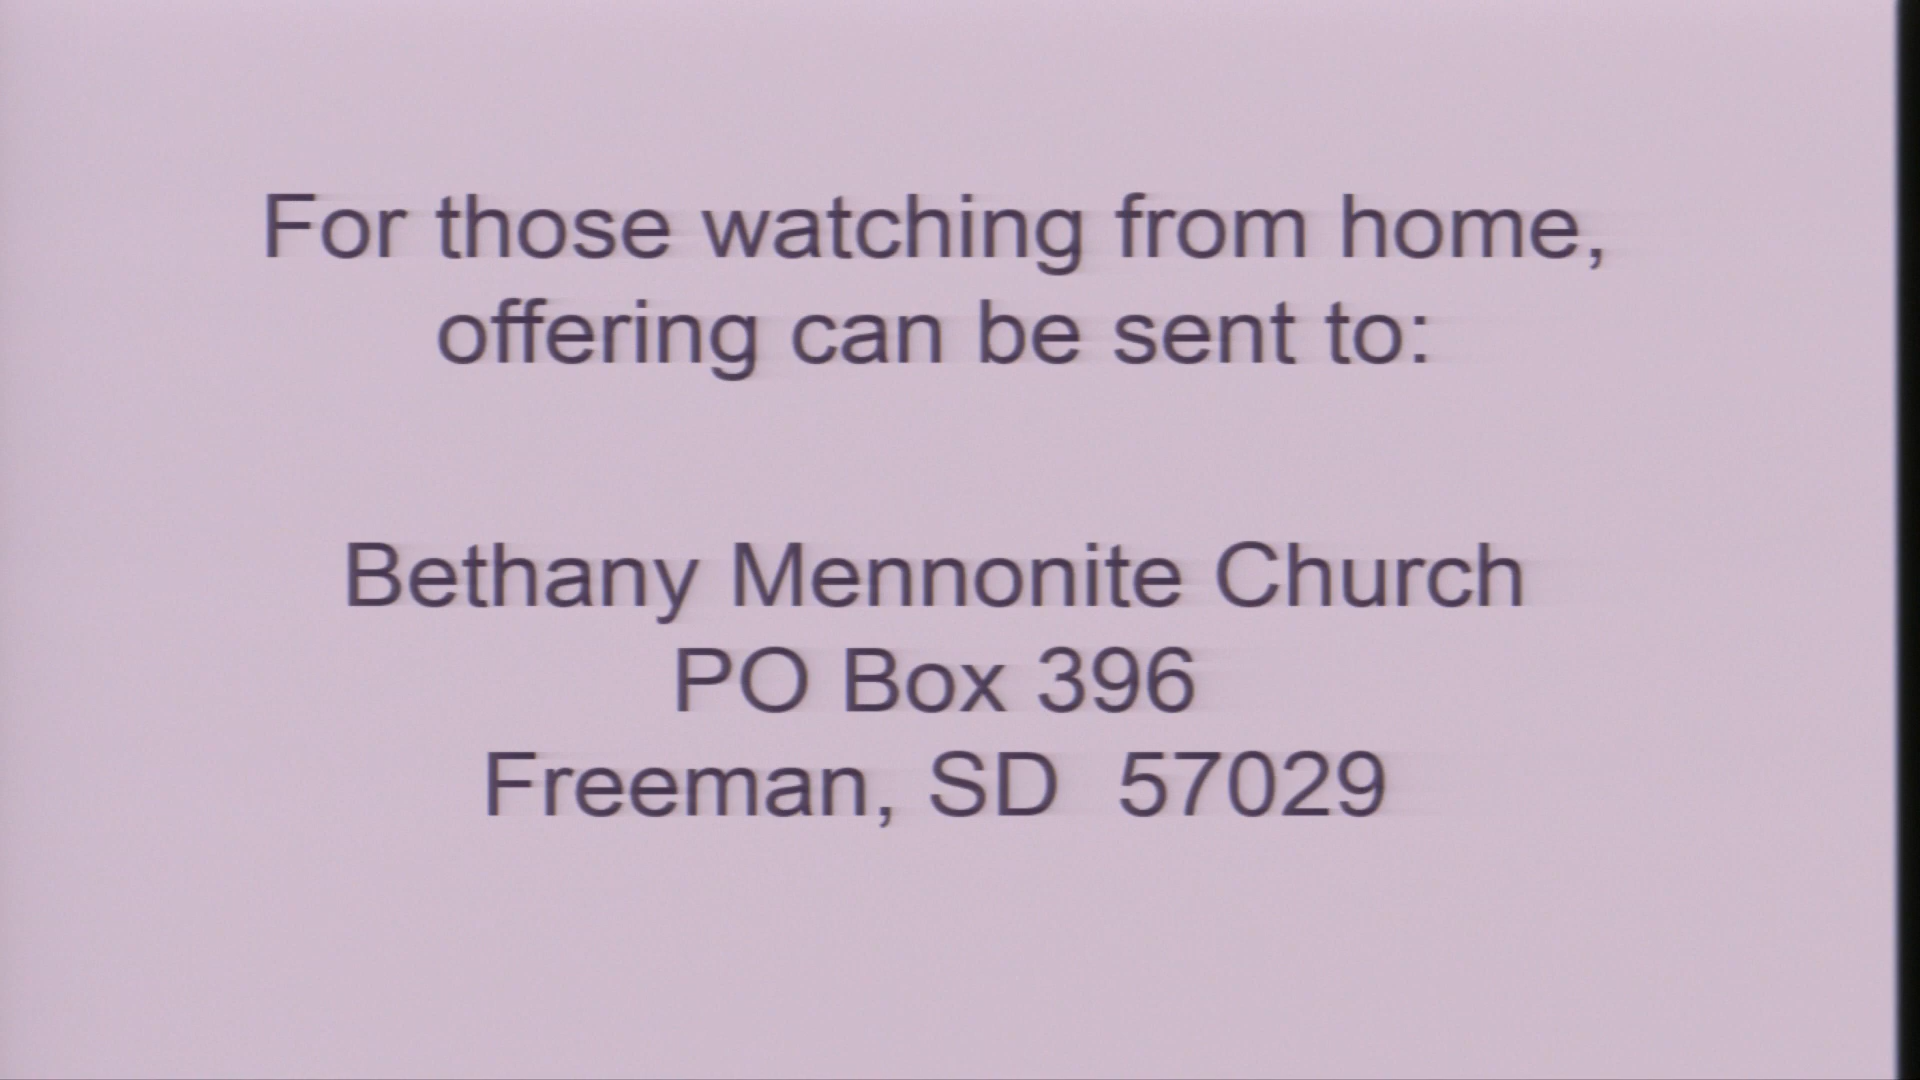 For those watching from home,
offering can be sent to:
Bethany Mennonite Church
PO Box 396
Freeman, SD  57029